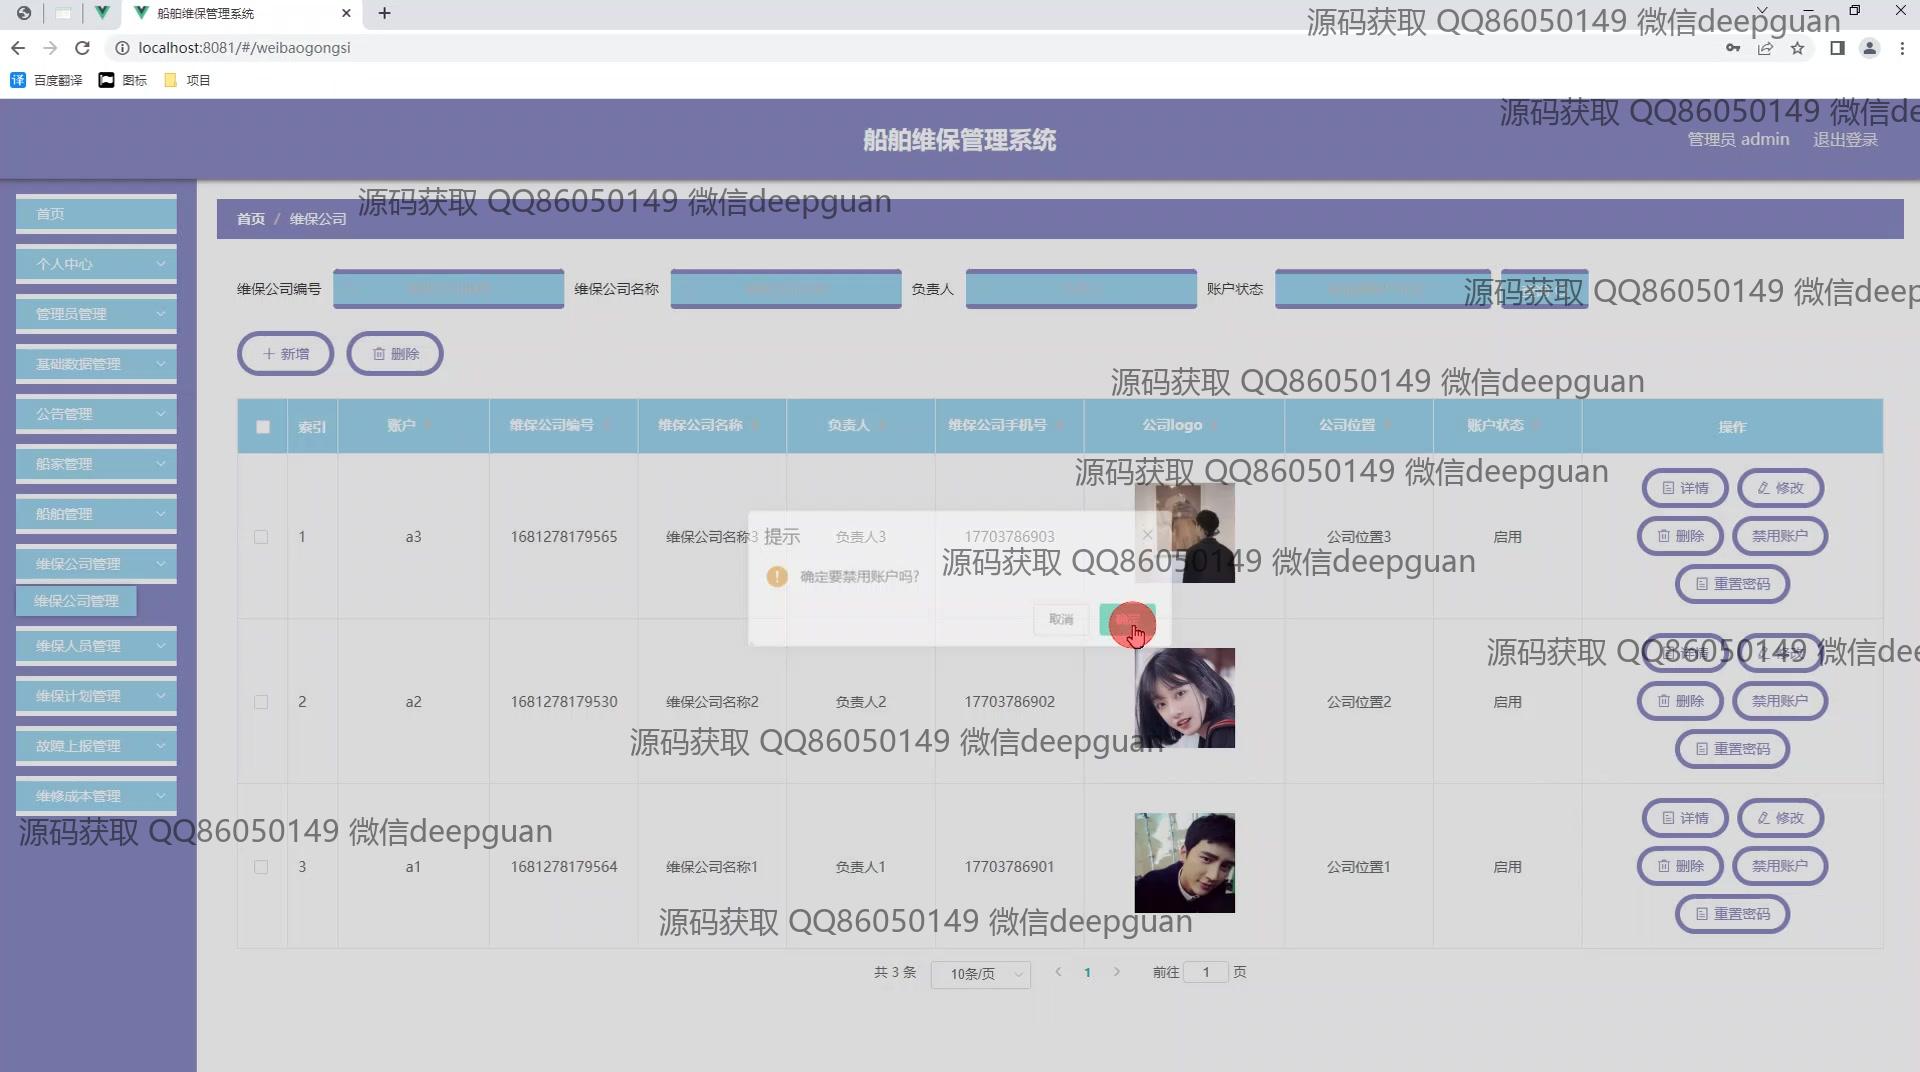 船舶维保管理系统
源码获取 QQ86050149 微信deepguan
localhost:8081/#/weibaogongsi
百度翻译 图标 项目
源码获取 QQ86050149 微信de
船舶维保管理系统
管理员 admin 退出登录
源码获取 QQ86050149 微信deepguan
首页
首页 / 维保公司
个人中心
管理员管理
基础数据管理
公告管理
船家管理
船舶管理
维保公司管理
维保公司管理
维保人员管理
维保计划管理
故障上报管理
维修成本管理
维保公司编号 维保公司名称 负责人 账户状态
源码获取 QQ86050149 微信deep
新增 删除
源码获取 QQ86050149 微信deepguan
索引 账户 维保公司编号 维保公司名称 负责人 维保公司手机号 公司logo 公司位置 账户状态 操作
源码获取 QQ86050149 微信deepguan
详情 修改
1 a3 1681278179565 维保公司名称3 负责人3 17703786903 公司位置3 启用 删除 禁用账户
重置密码
提示
源码获取 QQ86050149 微信deepguan
确定要禁用账户吗?
取消 确定
源码获取 QQ86050149 微信dee
详情 修改
2 a2 1681278179530 维保公司名称2 负责人2 17703786902 公司位置2 启用 删除 禁用账户
重置密码
源码获取 QQ86050149 微信deepguan
详情 修改
源码获取 QQ86050149 微信deepguan
3 a1 1681278179564 维保公司名称1 负责人1 17703786901 公司位置1 启用 删除 禁用账户
重置密码
源码获取 QQ86050149 微信deepguan
共 3 条 10条/页 1 前往 1 页